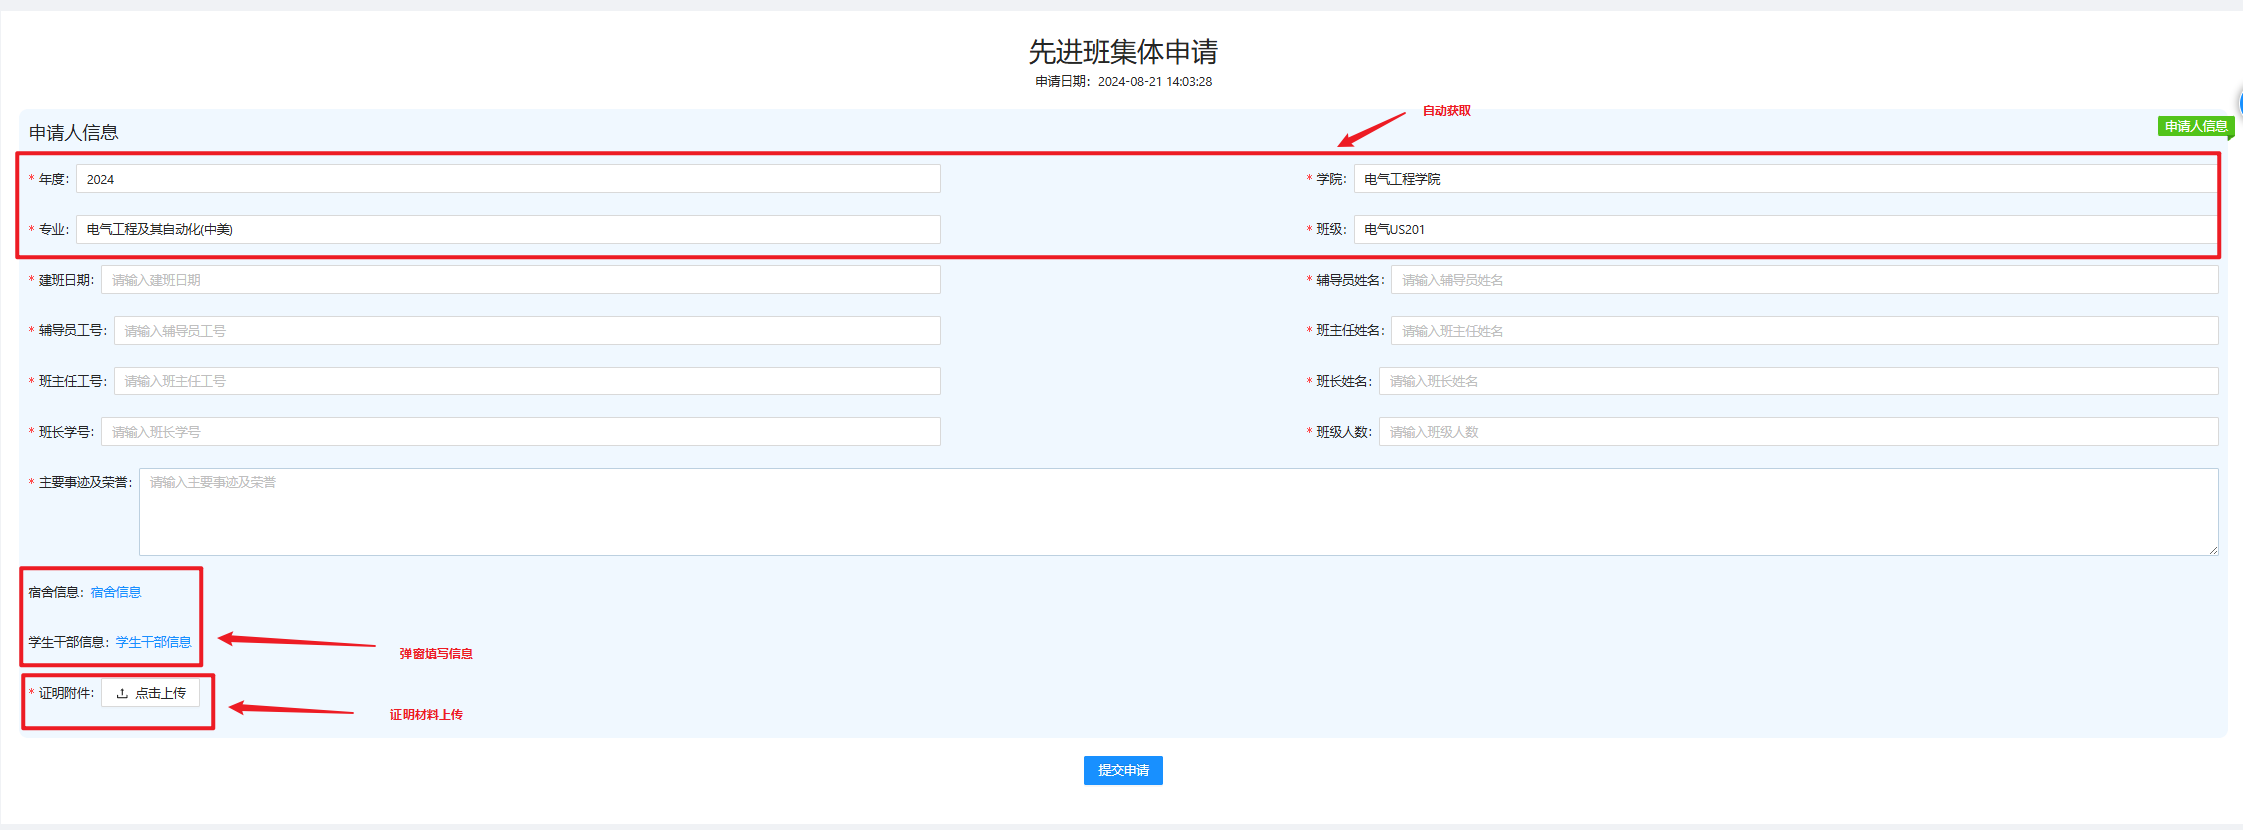 先进班集体申请
申请日期：2024-08-21 14:03:28
自动获取
申请人信息
申请人信息
* 年度： 2024
* 学院： 电气工程学院
* 专业： 电气工程及其自动化(中美)
* 班级： 电气US201
* 建班日期： 请输入建班日期
* 辅导员姓名： 请输入辅导员姓名
* 辅导员工号： 请输入辅导员工号
* 班主任姓名： 请输入班主任姓名
* 班主任工号： 请输入班主任工号
* 班长姓名： 请输入班长姓名
* 班长学号： 请输入班长学号
* 班级人数： 请输入班级人数
* 主要事迹及荣誉： 请输入主要事迹及荣誉
宿舍信息： 宿舍信息
学生干部信息： 学生干部信息
弹窗填写信息
* 证明附件： 点击上传
证明材料上传
提交申请